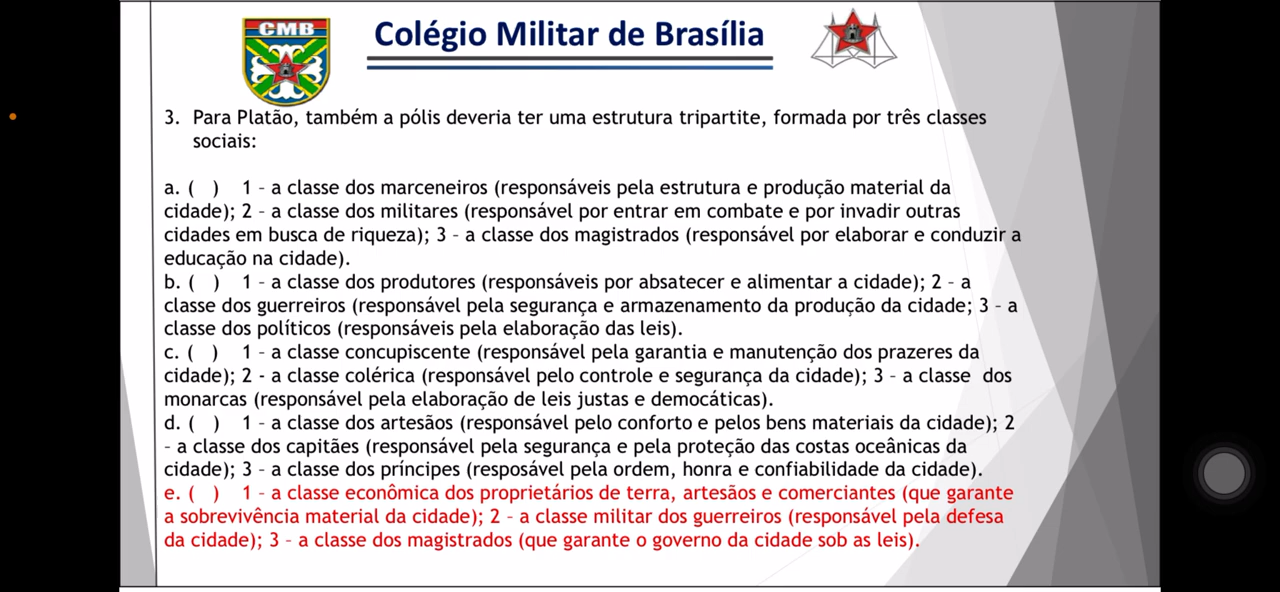 CMB
Colégio Militar de Brasília
3. Para Platão, também a pólis deveria ter uma estrutura tripartite, formada por três classes
sociais:
a. ( ) 1 – a classe dos marceneiros (responsáveis pela estrutura e produção material da
cidade); 2 – a classe dos militares (responsável por entrar em combate e por invadir outras
cidades em busca de riqueza); 3 – a classe dos magistrados (responsável por elaborar e conduzir a
educação na cidade).
b. ( ) 1 – a classe dos produtores (responsáveis por absatecer e alimentar a cidade); 2 – a
classe dos guerreiros (responsável pela segurança e armazenamento da produção da cidade; 3 – a
classe dos políticos (responsáveis pela elaboração das leis).
c. ( ) 1 – a classe concupiscente (responsável pela garantia e manutenção dos prazeres da
cidade); 2 - a classe colérica (responsável pelo controle e segurança da cidade); 3 – a classe dos
monarcas (responsável pela elaboração de leis justas e democáticas).
d. ( ) 1 – a classe dos artesãos (responsável pelo conforto e pelos bens materiais da cidade); 2
– a classe dos capitães (responsável pela segurança e pela proteção das costas oceânicas da
cidade); 3 – a classe dos príncipes (resposável pela ordem, honra e confiabilidade da cidade).
e. ( ) 1 – a classe econômica dos proprietários de terra, artesãos e comerciantes (que garante
a sobrevivência material da cidade); 2 – a classe militar dos guerreiros (responsável pela defesa
da cidade); 3 – a classe dos magistrados (que garante o governo da cidade sob as leis).